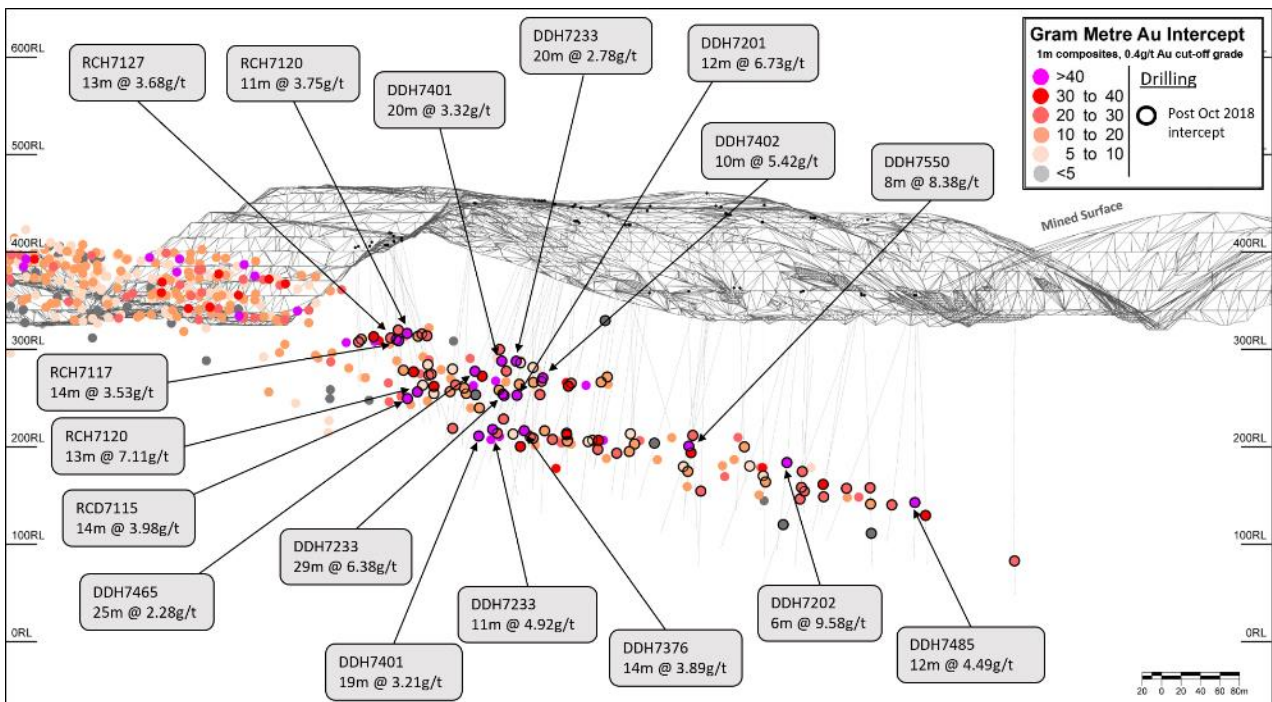 600RL
500RL
400RL
300RL
200RL
100RL
0RL
RCH7127
13m @ 3.68g/t
RCH7120
11m @ 3.75g/t
DDH7401
20m @ 3.32g/t
DDH7233
20m @ 2.78g/t
DDH7201
12m @ 6.73g/t
DDH7402
10m @ 5.42g/t
DDH7550
8m @ 8.38g/t
Gram Metre Au Intercept
1m composites, 0.4g/t Au cut-off grade
>40
30 to 40
20 to 30
10 to 20
5 to 10
<5
Drilling
Post Oct 2018
intercept
Mined Surface
RCH7117
14m @ 3.53g/t
RCH7120
13m @ 7.11g/t
RCD7115
14m @ 3.98g/t
DDH7465
25m @ 2.28g/t
DDH7233
29m @ 6.38g/t
DDH7401
19m @ 3.21g/t
DDH7233
11m @ 4.92g/t
DDH7376
14m @ 3.89g/t
DDH7202
6m @ 9.58g/t
DDH7485
12m @ 4.49g/t
400RL
300RL
200RL
100RL
0RL
20 0 20 40 60 80m